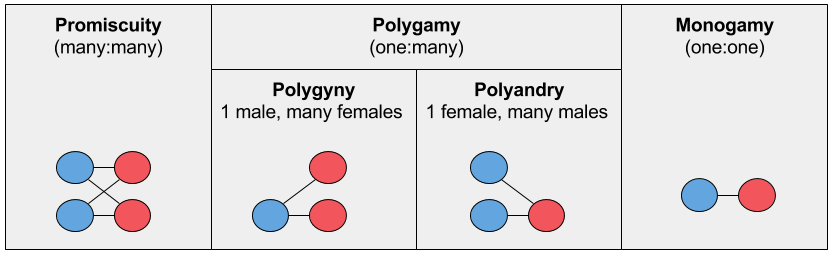 Promiscuity
(many:many)
Polygamy
(one:many)
Polygyny
1 male, many females
Polyandry
1 female, many males
Monogamy
(one:one)